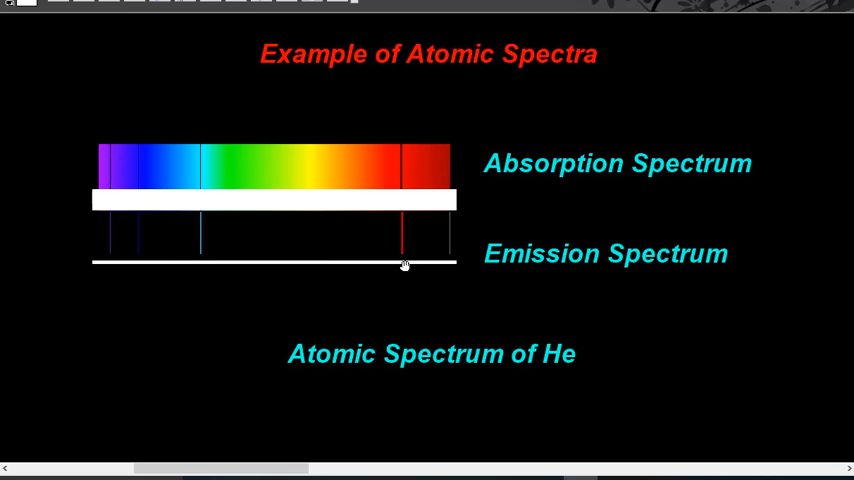 Example of Atomic Spectra
Absorption Spectrum
Emission Spectrum
Atomic Spectrum of He